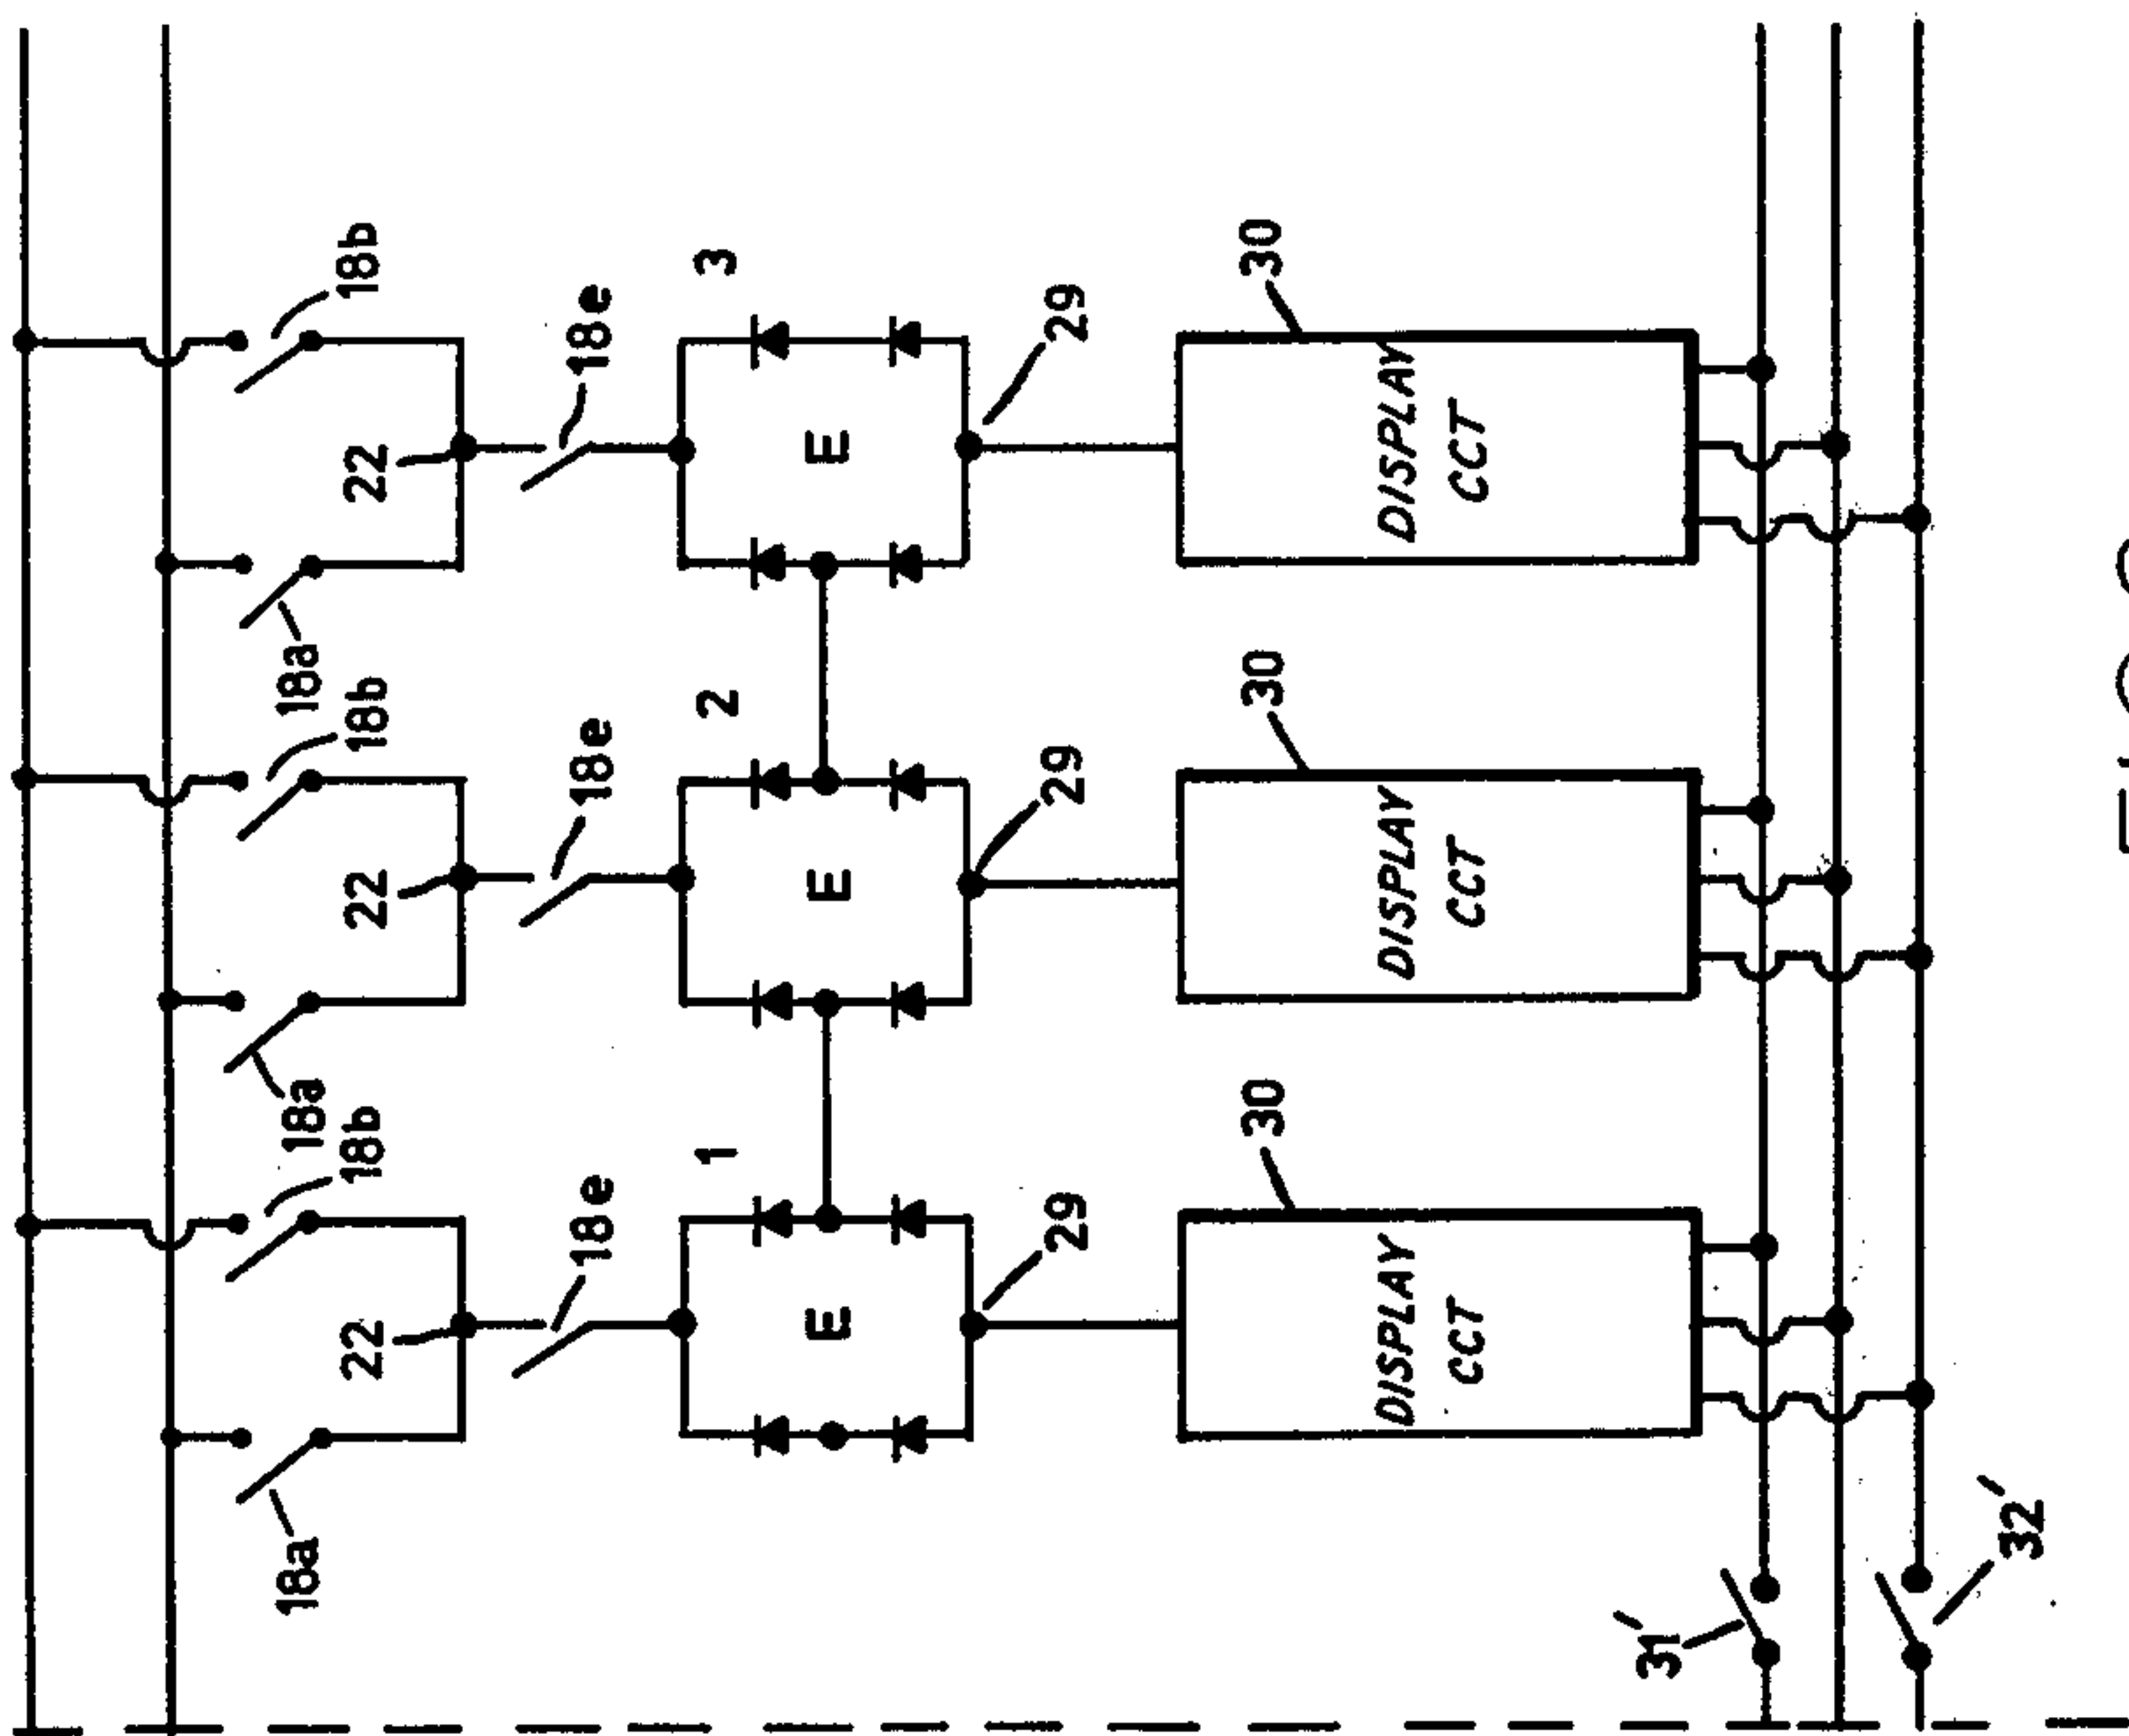 18a 18a 18a
22 18b 22 18b 22 18b
18e 18e 18e
1 2 3
E E E
29 29 29
30 30 30
DISPLAY DISPLAY DISPLAY
CCT CCT CCT
31'
32'